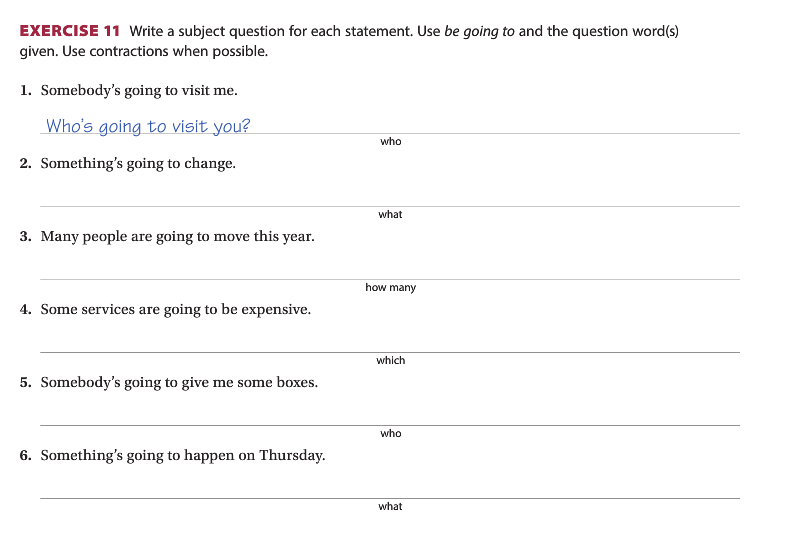 EXERCISE 11 Write a subject question for each statement. Use be going to and the question word(s)
given. Use contractions when possible.
1. Somebody's going to visit me.
Who's going to visit you?
who
2. Something's going to change.
what
3. Many people are going to move this year.
how many
4. Some services are going to be expensive.
which
5. Somebody's going to give me some boxes.
who
6. Something's going to happen on Thursday.
what